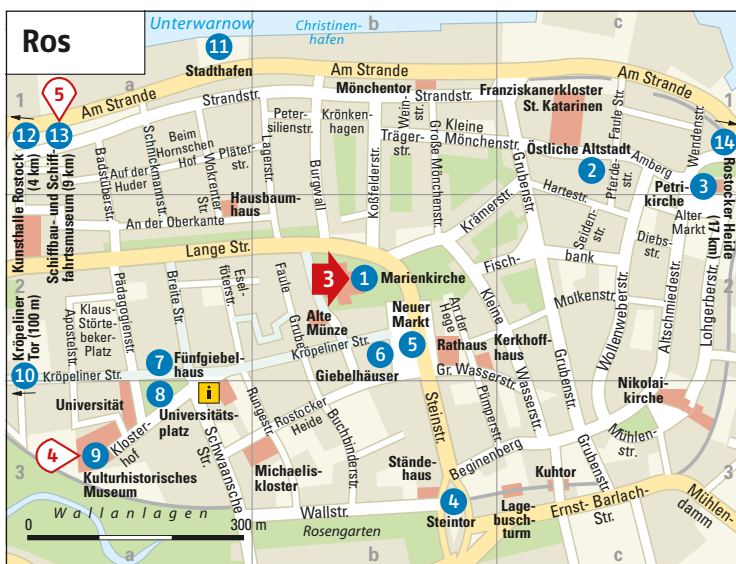 Ros
Unterwarnow
Christinen-
hafen
a
b
c
11
Stadthafen
Am Strande
Am Strande
Am Strande
Mönchentor
Strandstr.
Strandstr.
Franziskanerkloster
St. Katarinen
1
1
5
12
13
Kunsthalle Rostock
(4 km)
Schiffbau- und Schiff-
fahrtsmuseum (9 km)
Badstüberstr.
Schnickmannstr.
Beim
Hornschen
Hof
Auf der
Huder
Wokrenter
Str.
Pläter-
str.
Lagerstr.
Peter-
silienstr.
Krönken-
hagen
Burgwall
Koßfelderstr.
Wein-
str.
Träger-
str.
Große Mönchenstr.
Kleine
Mönchenstr.
Grubenstr.
Faule Str.
Östliche Altstadt
2
Pferde-
str.
Amberg
Wendenstr.
14
Rostocker Heide
(17 km)
Petri-
kirche
3
Alter
Markt
Hartestr.
Seiden-
str.
Diebs-
str.
Hausbaum-
haus
An der Oberkante
Krämerstr.
Lange Str.
Fisch-
bank
2
2
3
1
Marienkirche
Pädagogienstr.
Breite Str.
Esel-
föterstr.
Faule
Grube
Alte
Münze
Neuer
Markt
5
An der
Hege
Kleine
Molkenstr.
Wollenweberstr.
Altschmiedestr.
Lohgerberstr.
Klaus-
Störte-
beker-
Platz
Apostelstr.
Kröpeliner
Tor (100 m)
10
Kröpeliner Str.
7
Fünfgiebel-
haus
Kröpeliner Str.
6
Giebelhäuser
Rathaus
Kerkhoff-
haus
Gr. Wasserstr.
Wasserstr.
8
i
Universität
Universitäts-
platz
Rungestr.
Rostocker
Heide
Buchbinderstr.
Steinstr.
Pümperstr.
Nikolai-
kirche
4
9
Kloster-
hof
Kulturhistorisches
Museum
Schwaansche
Str.
Michaelis-
kloster
Stände-
haus
Beginenberg
Grubenstr.
Mühlen-
str.
3
3
Kuhtor
Wallanlagen
0
300 m
Wallstr.
Rosengarten
4
Steintor
Lage-
busch-
turm
Ernst- Barlach-
Str.
Mühlen-
damm
a
b
c